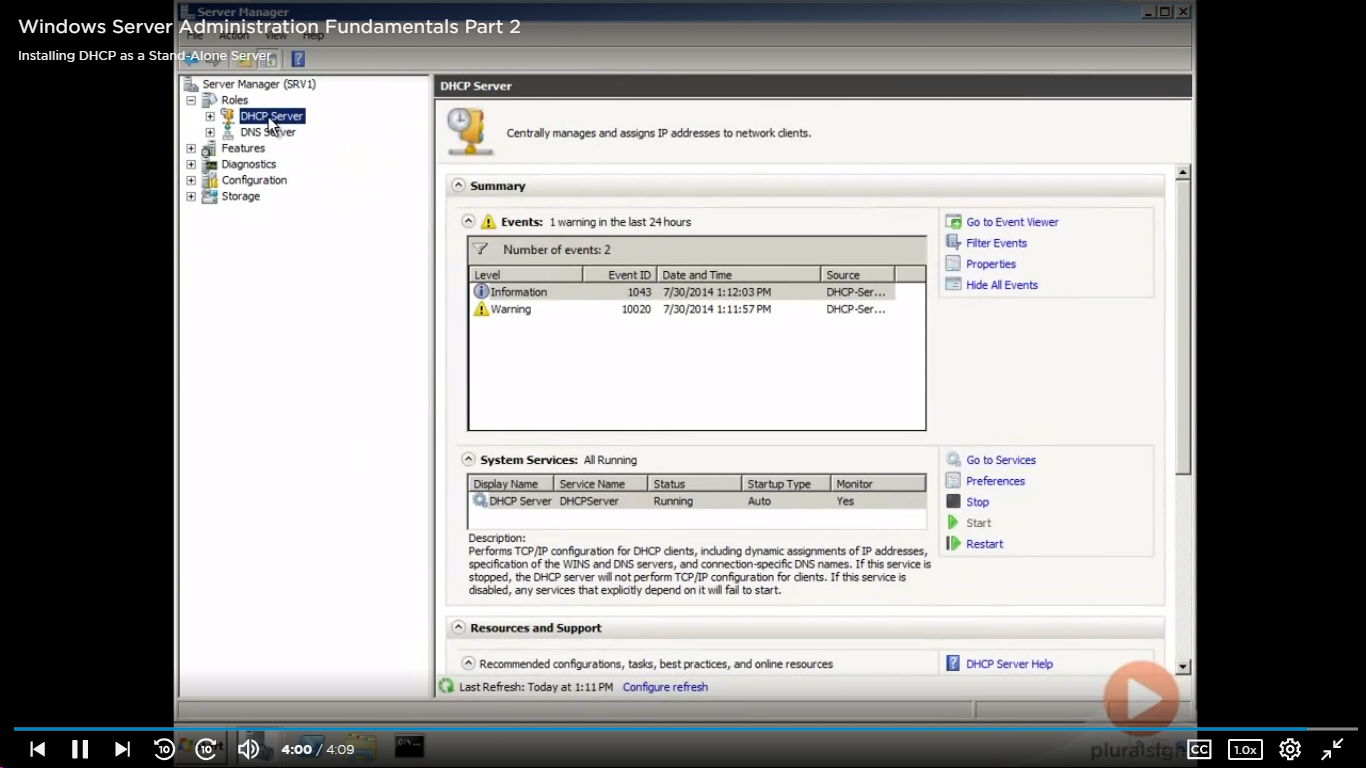 Server Manager
Windows Server Administration Fundamentals Part 2
File Action View Help
Installing DHCP as a Stand-Alone Server
Server Manager (SRV1)
Roles
DHCP Server
DNS Server
Features
Diagnostics
Configuration
Storage
DHCP Server
Centrally manages and assigns IP addresses to network clients.
Summary
Events: 1 warning in the last 24 hours
Number of events: 2
Level Event ID Date and Time Source
Information 1043 7/30/2014 1:12:03 PM DHCP-Ser...
Warning 10020 7/30/2014 1:11:57 PM DHCP-Ser...
Go to Event Viewer
Filter Events
Properties
Hide All Events
System Services: All Running
Display Name Service Name Status Startup Type Monitor
DHCP Server DHCPServer Running Auto Yes
Description:
Performs TCP/IP configuration for DHCP clients, including dynamic assignments of IP addresses,
specification of the WINS and DNS servers, and connection-specific DNS names. If this service is
stopped, the DHCP server will not perform TCP/IP configuration for clients. If this service is
disabled, any services that explicitly depend on it will fail to start.
Go to Services
Preferences
Stop
Start
Restart
Resources and Support
Recommended configurations, tasks, best practices, and online resources
DHCP Server Help
Last Refresh: Today at 1:11 PM Configure refresh
10 10 4:00 / 4:09
CC 1.0x